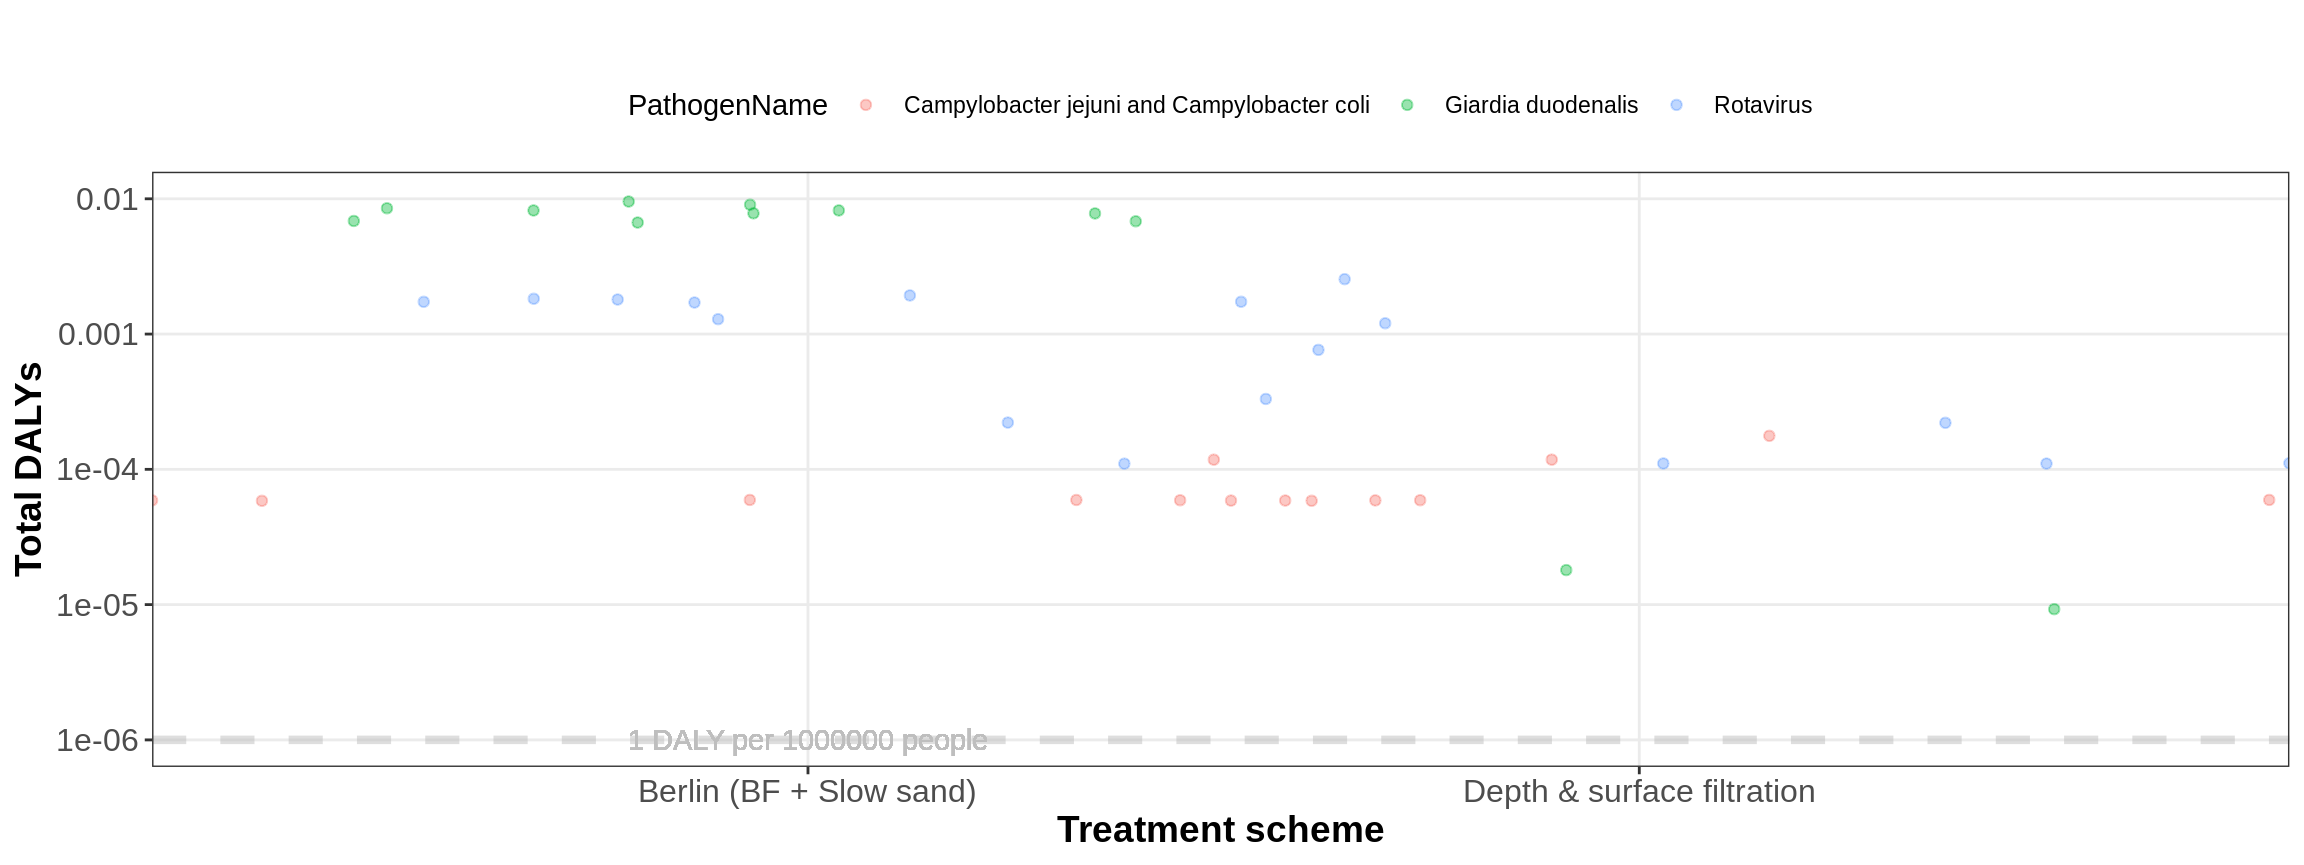 PathogenName Campylobacter jejuni and Campylobacter coli Giardia duodenalis Rotavirus
0.01
0.001
1e-04
1e-05
1e-06
Total DALYs
1 DALY per 1000000 people
Berlin (BF + Slow sand) Depth & surface filtration
Treatment scheme